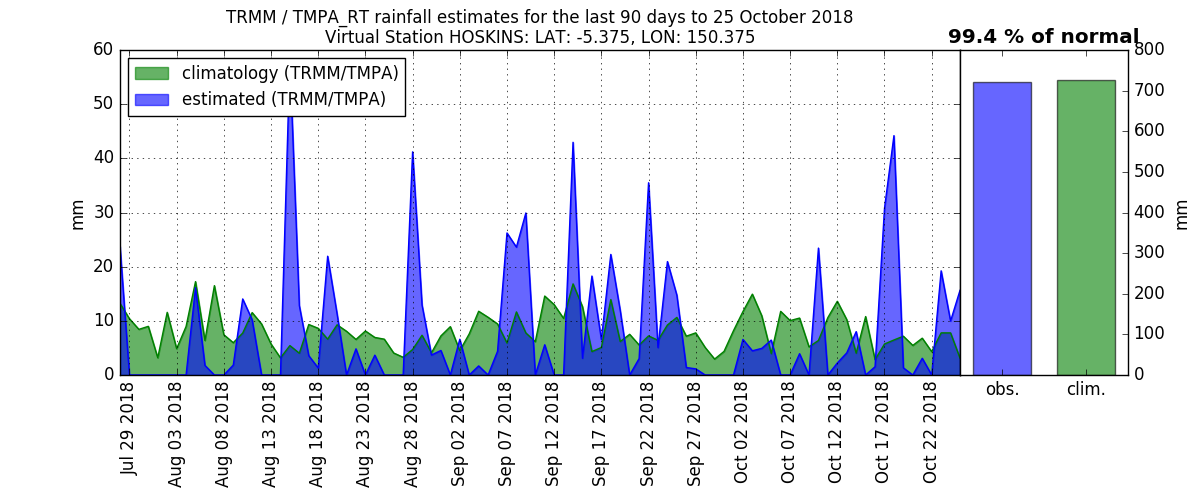 TRMM / TMPA_RT rainfall estimates for the last 90 days to 25 October 2018
Virtual Station HOSKINS: LAT: -5.375, LON: 150.375
99.4 % of normal
climatology (TRMM/TMPA)
estimated (TRMM/TMPA)
60
50
40
30
20
10
0
mm
Jul 29 2018
Aug 03 2018
Aug 08 2018
Aug 13 2018
Aug 18 2018
Aug 23 2018
Aug 28 2018
Sep 02 2018
Sep 07 2018
Sep 12 2018
Sep 17 2018
Sep 22 2018
Sep 27 2018
Oct 02 2018
Oct 07 2018
Oct 12 2018
Oct 17 2018
Oct 22 2018
obs.
clim.
800
700
600
500
400
300
200
100
0
mm